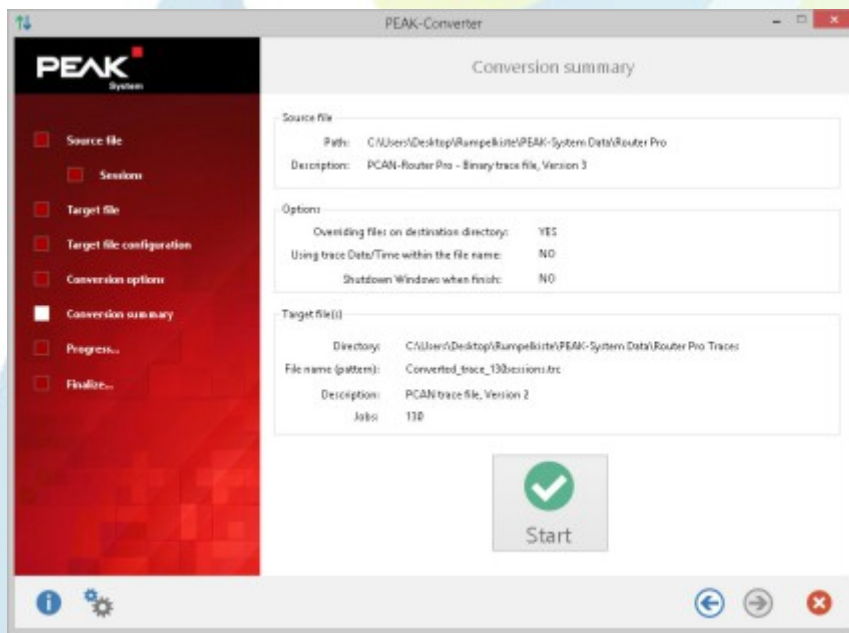 PEAK-Converter
PEAK
System
Conversion summary
Source file
Sessions
Target file
Target file configuration
Conversion options
Conversion summary
Progress...
Finalize...
Source file
Path: C:\Users\Desktop\Rumpelkiste\PEAK-System Data\Router Pro
Description: PCAN-Router Pro - Binary trace file, Version 3
Options
Overriding files on destination directory: YES
Using trace Date/Time within the file name: NO
Shutdown Windows when finish: NO
Target file(s)
Directory: C:\Users\Desktop\Rumpelkiste\PEAK-System Data\Router Pro Traces
File name (pattern): Converted_trace_130sessions.trc
Description: PCAN trace file, Version 2
Jobs: 130
Start